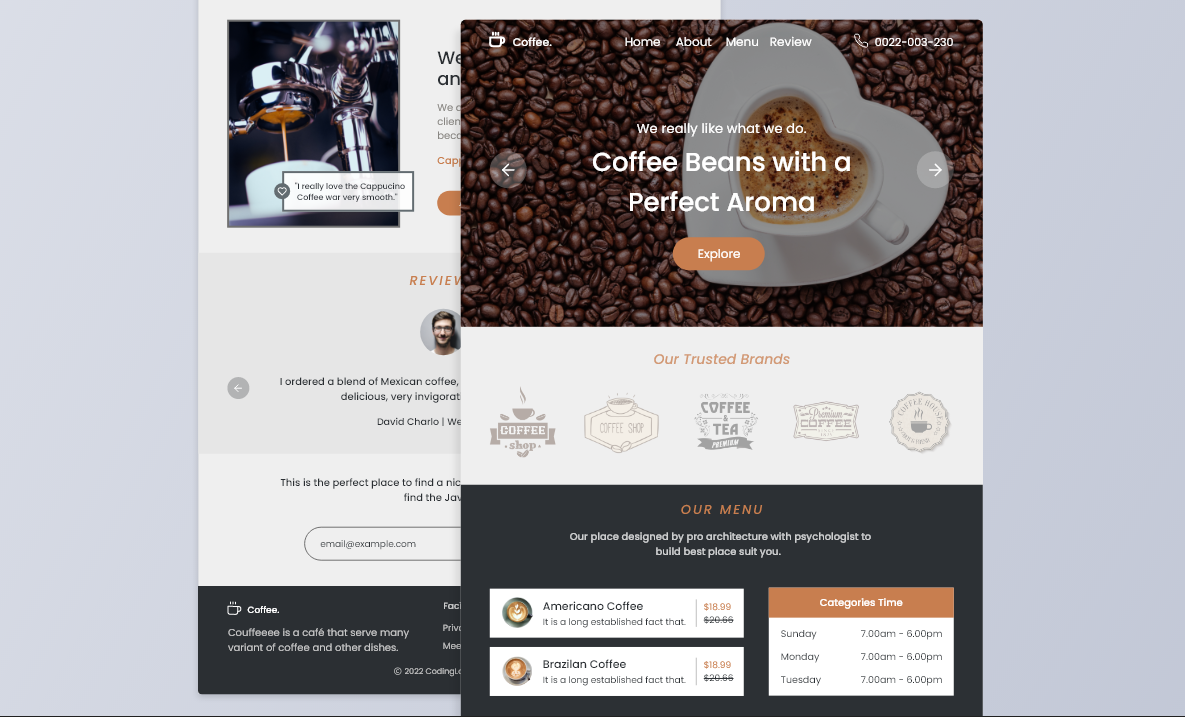 We
an
We
clien
beco
Capp
"I really love the Cappucino
Coffee war very smooth."
REVIEW
I ordered a blend of Mexican coffee,
delicious, very invigorat
David Charlo | We
This is the perfect place to find a nic
find the Jav
email@example.com
Coffee.
Couffeeee is a café that serve many
variant of coffee and other dishes.
Faci
Priva
Mee
© 2022 CodingLa
Coffee.
Home About Menu Review
0022-003-230
We really like what we do.
Coffee Beans with a
Perfect Aroma
Explore
Our Trusted Brands
COFFEE
shop
COFFEE SHOP
COFFEE
&
TEA
PREMIUM
Premium
COFFEE
COFFEE HOUSE
OUR MENU
Our place designed by pro architecture with psychologist to
build best place suit you.
Americano Coffee
It is a long established fact that.
$18.99
$20.66
Brazilan Coffee
It is a long established fact that.
$18.99
$20.66
Categories Time
Sunday 7.00am - 6.00pm
Monday 7.00am - 6.00pm
Tuesday 7.00am - 6.00pm